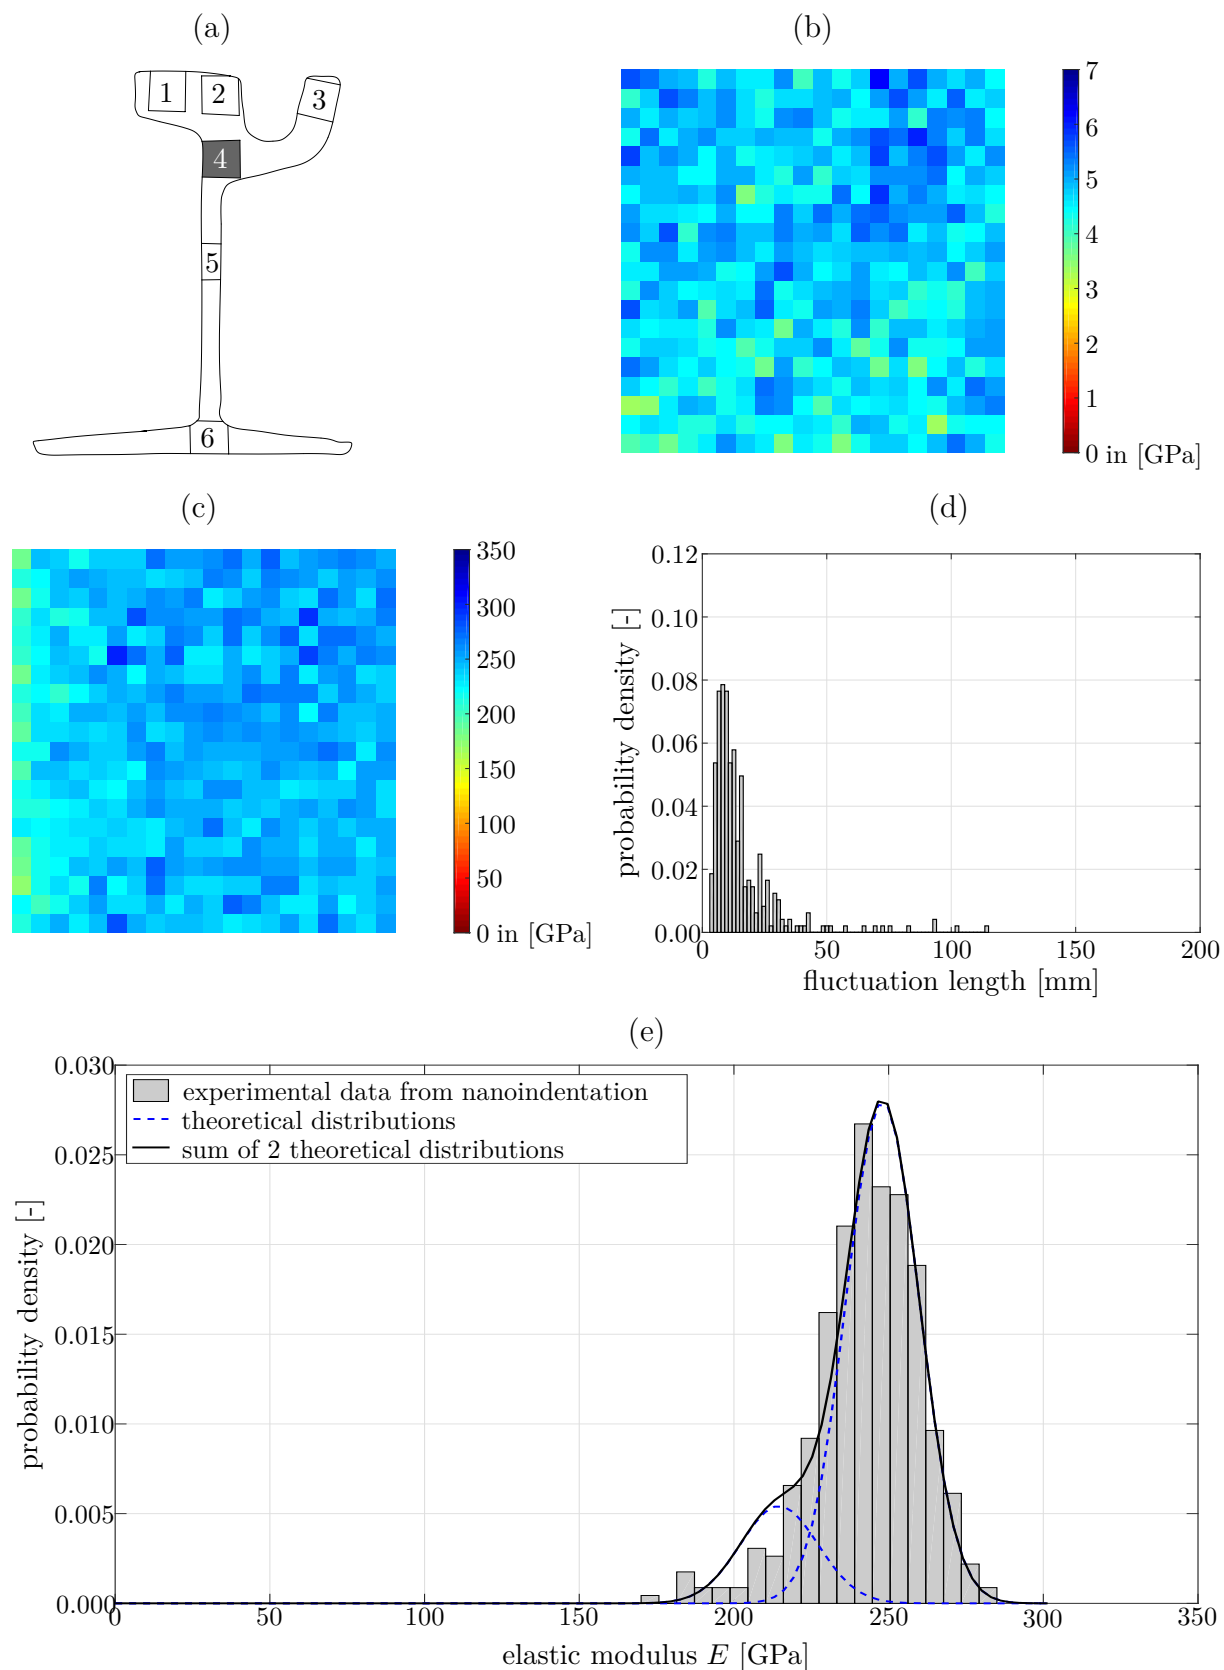 (a)
1
2
3
4
5
6
(b)
7
6
5
4
3
2
1
0 in [GPa]
(c)
350
300
250
200
150
100
50
0 in [GPa]
(d)
0.12
0.10
0.08
0.06
0.04
0.02
0.00
probability density [-]
0 50 100 150 200
fluctuation length [mm]
(e)
0.030
0.025
0.020
0.015
0.010
0.005
0.000
probability density [-]
experimental data from nanoindentation
theoretical distributions
sum of 2 theoretical distributions
0 50 100 150 200 250 300 350
elastic modulus E [GPa]